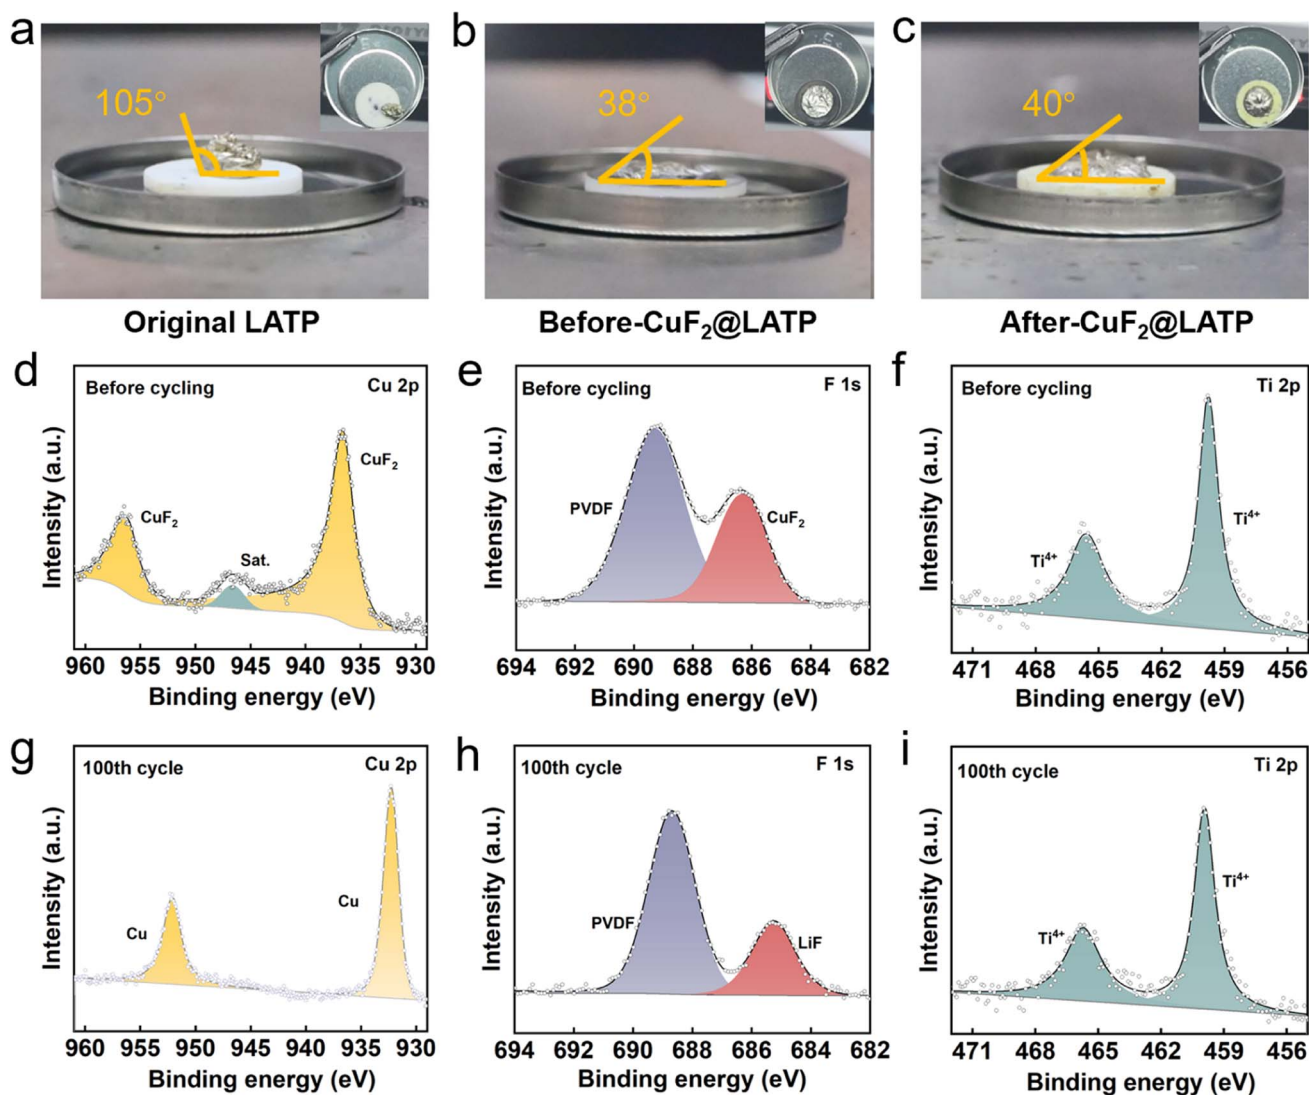 a
b
c
105°
38°
40°
Original LATP
Before-CuF₂@LATP
After-CuF₂@LATP
d
Before cycling
Cu 2p
CuF₂
CuF₂
Sat.
Intensity (a.u.)
960 955 950 945 940 935 930
Binding energy (eV)
e
Before cycling
F 1s
PVDF
CuF₂
Intensity (a.u.)
694 692 690 688 686 684 682
Binding energy (eV)
f
Before cycling
Ti 2p
Ti⁴⁺
Ti⁴⁺
Intensity (a.u.)
471 468 465 462 459 456
Binding energy (eV)
g
100th cycle
Cu 2p
Cu
Cu
Intensity (a.u.)
960 955 950 945 940 935 930
Binding energy (eV)
h
100th cycle
F 1s
PVDF
LiF
Intensity (a.u.)
694 692 690 688 686 684 682
Binding energy (eV)
i
100th cycle
Ti 2p
Ti⁴⁺
Ti⁴⁺
Intensity (a.u.)
471 468 465 462 459 456
Binding energy (eV)